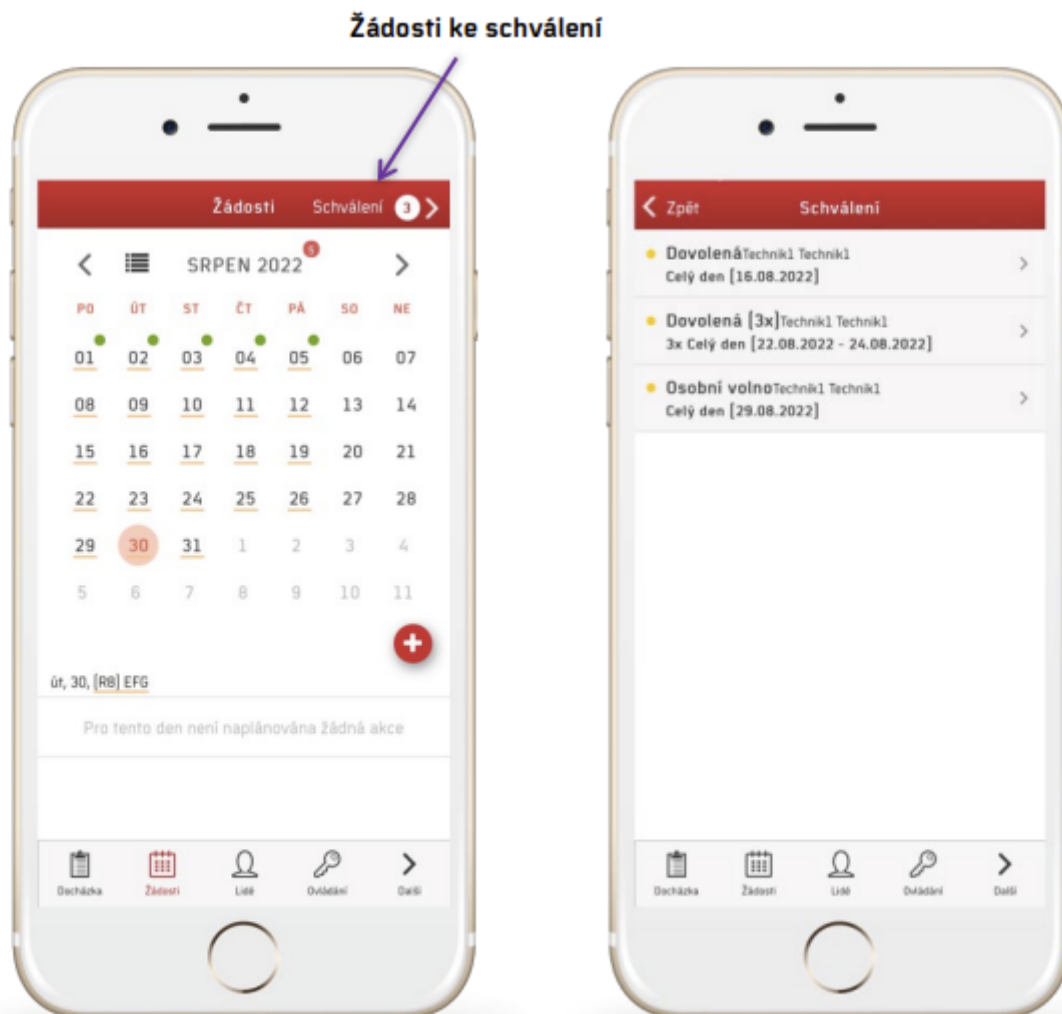 Žádosti ke schválení
Žádosti Schválení 3
SRPEN 2022 5
PO ÚT ST ČT PÁ SO NE
01 02 03 04 05 06 07
08 09 10 11 12 13 14
15 16 17 18 19 20 21
22 23 24 25 26 27 28
29 30 31 1 2 3 4
5 6 7 8 9 10 11
út, 30, [R8] EFG
Pro tento den není naplánována žádná akce
Docházka Žádosti Lidé Ovládání Další
Zpět Schválení
Dovolená Technik1 Technik1
Celý den [16.08.2022]
Dovolená [3x] Technik1 Technik1
3x Celý den [22.08.2022 - 24.08.2022]
Osobní volno Technik1 Technik1
Celý den [29.08.2022]
Docházka Žádosti Lidé Ovládání Další